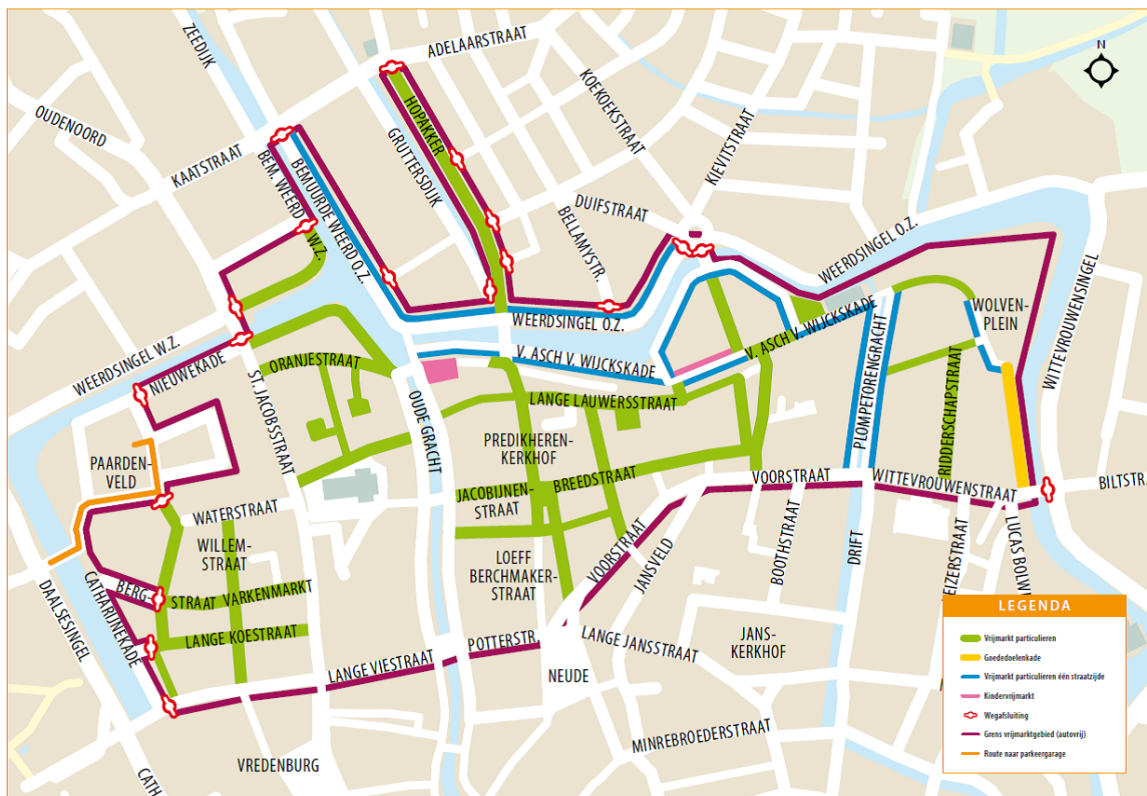 ZEEDIJK
ADELAARSTRAAT
N
OUDENOORD
KOEKOEKSTRAAT
HOPAKKER
GRUTTERSDIJK
KIEVITSTRAAT
KAATSTRAAT
BEM. WEERD
W.Z.
BEMUURDE WEERD O.Z.
DUIFSTRAAT
BELLAMYSTR.
WEERDSINGEL O.Z.
WITTEVROUWENSINGEL
WOLVEN-
PLEIN
WEERDSINGEL O.Z.
WEERDSINGEL W.Z.
NIEUWEKADE
ORANJESTRAAT
V. ASCH V. WIJCKSKADE
V. ASCH V. WIJCKSKADE
ST. JACOBSSTRAAT
OUDE GRACHT
LANGE LAUWERSSTRAAT
PLOMPETORENGRACHT
RIDDERSCHAPSTRAAT
PREDIKHEREN-
KERKHOF
PAARDEN-
VELD
JACOBIJNEN-
STRAAT
BREEDSTRAAT
VOORSTRAAT
WITTEVROUWENSTRAAT
BILTSTR.
WATERSTRAAT
WILLEM-
STRAAT
LOEFF
BERCHMAKER-
STRAAT
VOORSTRAAT
JANSVELD
BOOTHSTRAAT
DRIFT
EIZERSTRAAT
LUCAS BOLW
DAALSESINGEL
CATHARIJNEKADE
BERG-
STRAAT
VARKENMARKT
LANGE KOESTRAAT
LANGE VIESTRAAT
POTTERSTR.
LANGE JANSSTRAAT
JANS-
KERKHOF
NEUDE
MINREBROEDERSTRAAT
VREDENBURG
CATH
LEGENDA
Vrijmarkt particulieren
Goededoelenkade
Vrijmarkt particulieren één straatzijde
Kindervrijmarkt
Wegafsluiting
Grens vrijmarktgebied (autovrij)
Route naar parkeergarage